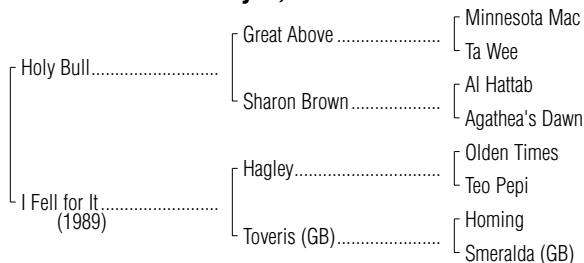 Minnesota Mac
Great Above
Ta Wee
Holy Bull
Al Hattab
Sharon Brown
Agathea's Dawn
Olden Times
Hagley
Teo Pepi
I Fell for It
(1989)
Homing
Toveris (GB)
Smeralda (GB)